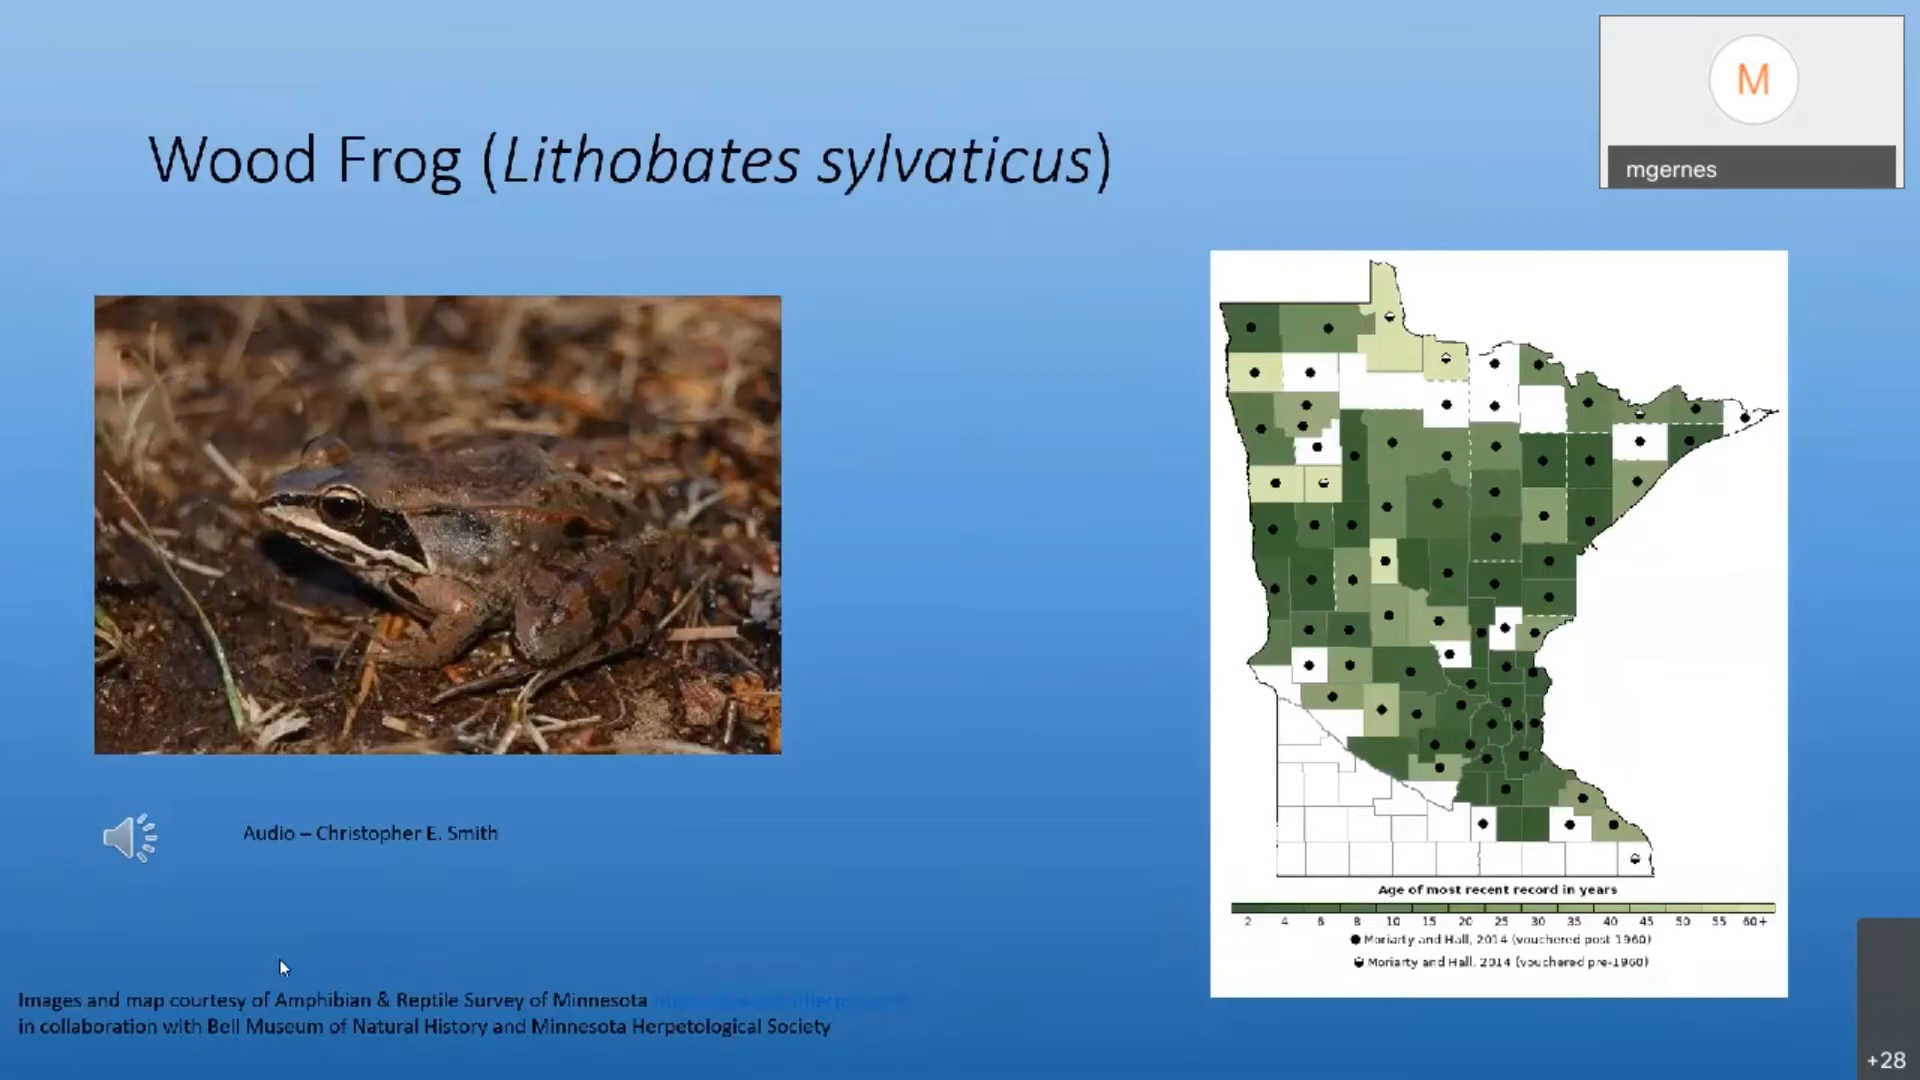 M
mgernes
Wood Frog (Lithobates sylvaticus)
Audio – Christopher E. Smith
Age of most recent record in years
2 4 6 8 10 15 20 25 30 35 40 45 50 55 60+
Moriarty and Hall, 2014 (vouchered post-1960)
Moriarty and Hall, 2014 (vouchered pre-1960)
Images and map courtesy of Amphibian & Reptile Survey of Minnesota
in collaboration with Bell Museum of Natural History and Minnesota Herpetological Society
+28